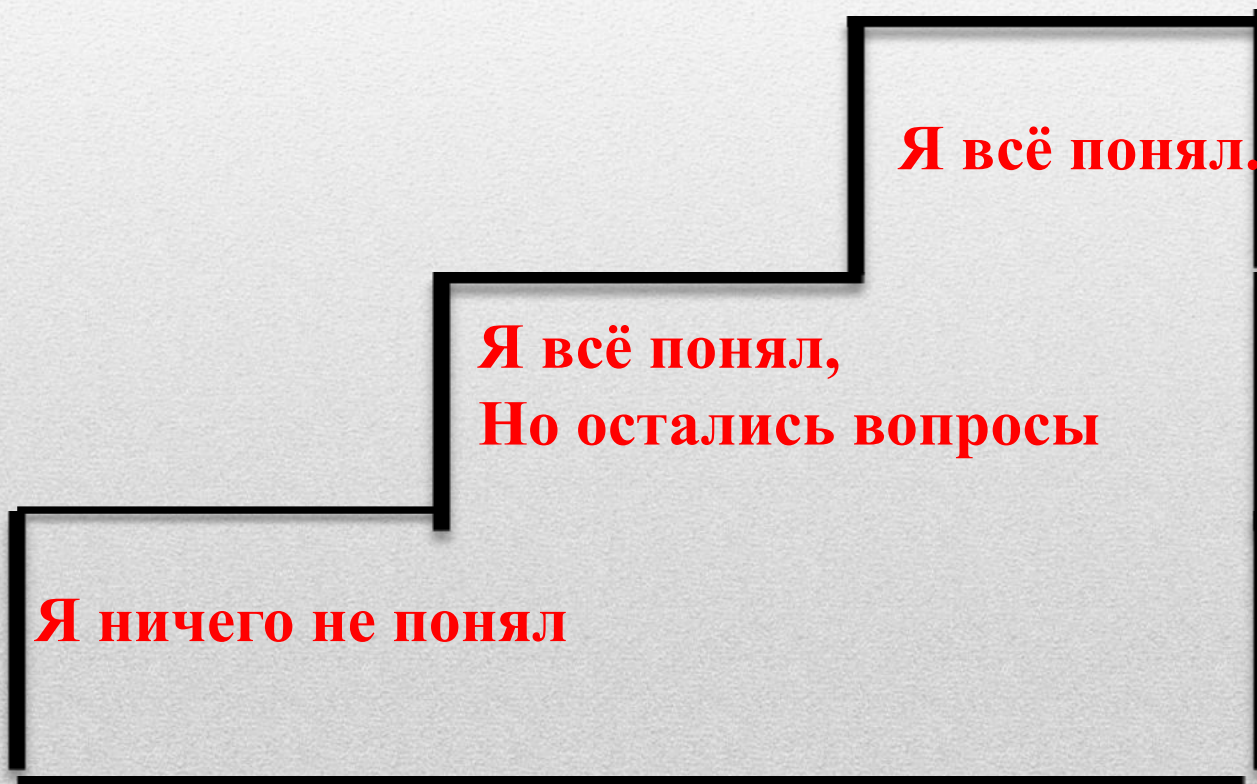 Я всё понял.
Я всё понял,
Но остались вопросы
Я ничего не понял